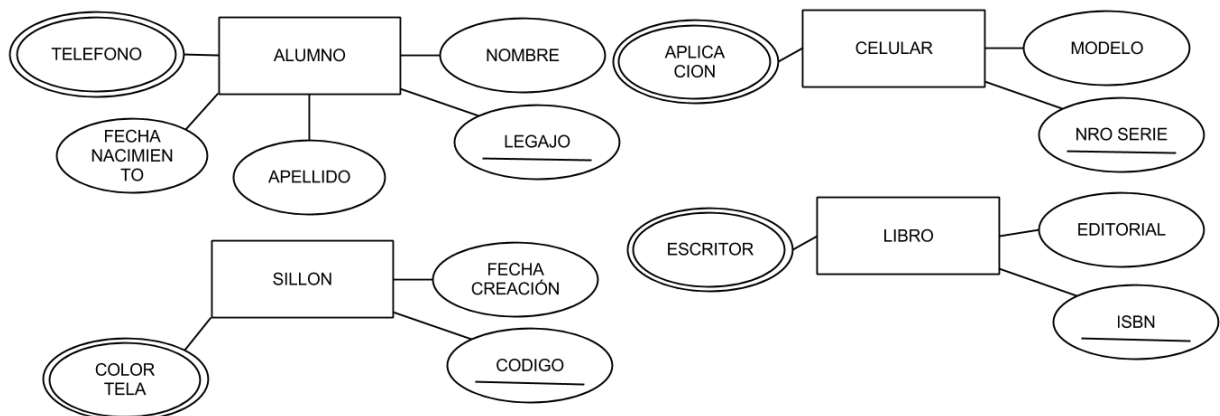 TELEFONO
ALUMNO
NOMBRE
FECHA
NACIMIEN
TO
APELLIDO
LEGAJO
APLICA
CION
CELULAR
MODELO
NRO SERIE
SILLON
FECHA
CREACIÓN
COLOR
TELA
CODIGO
ESCRITOR
LIBRO
EDITORIAL
ISBN